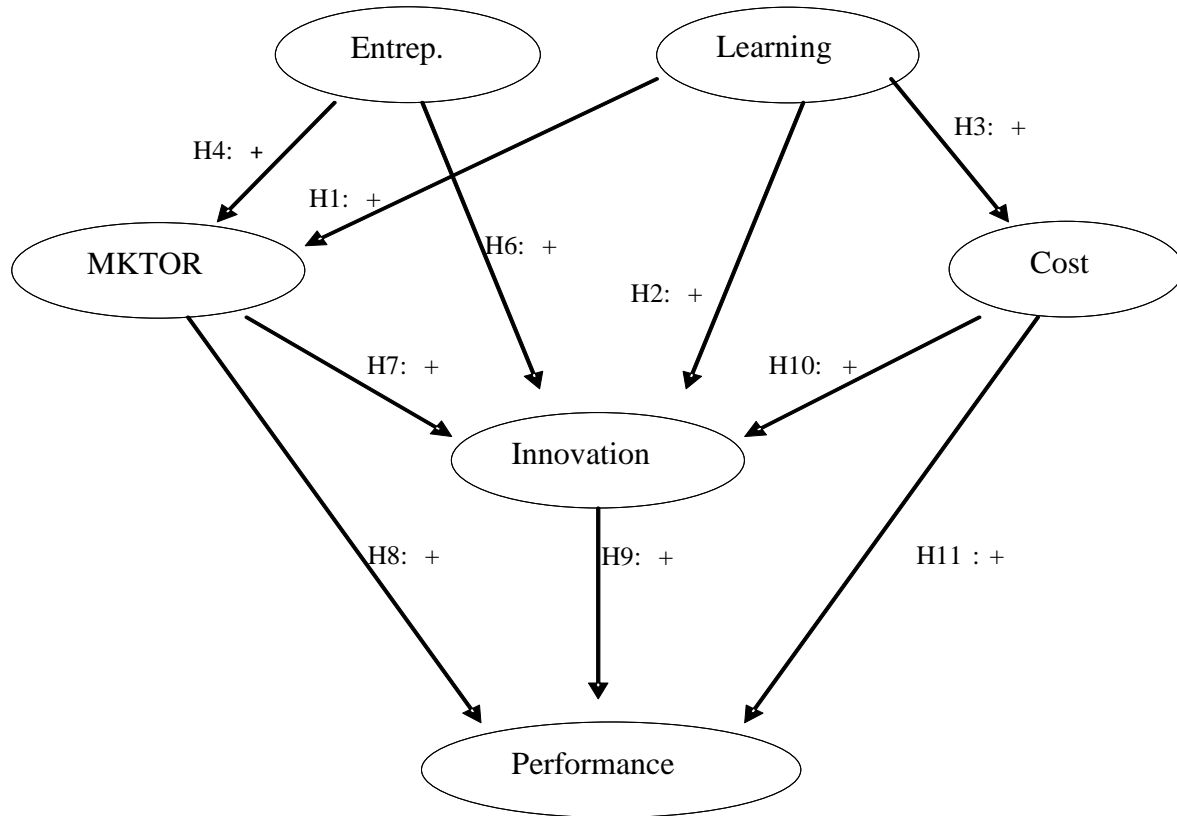 Entrep.
Learning
H3: +
H4: +
H1: +
H6: +
MKTOR
Cost
H2: +
H7: +
H10: +
Innovation
H8: +
H9: +
H11 : +
Performance